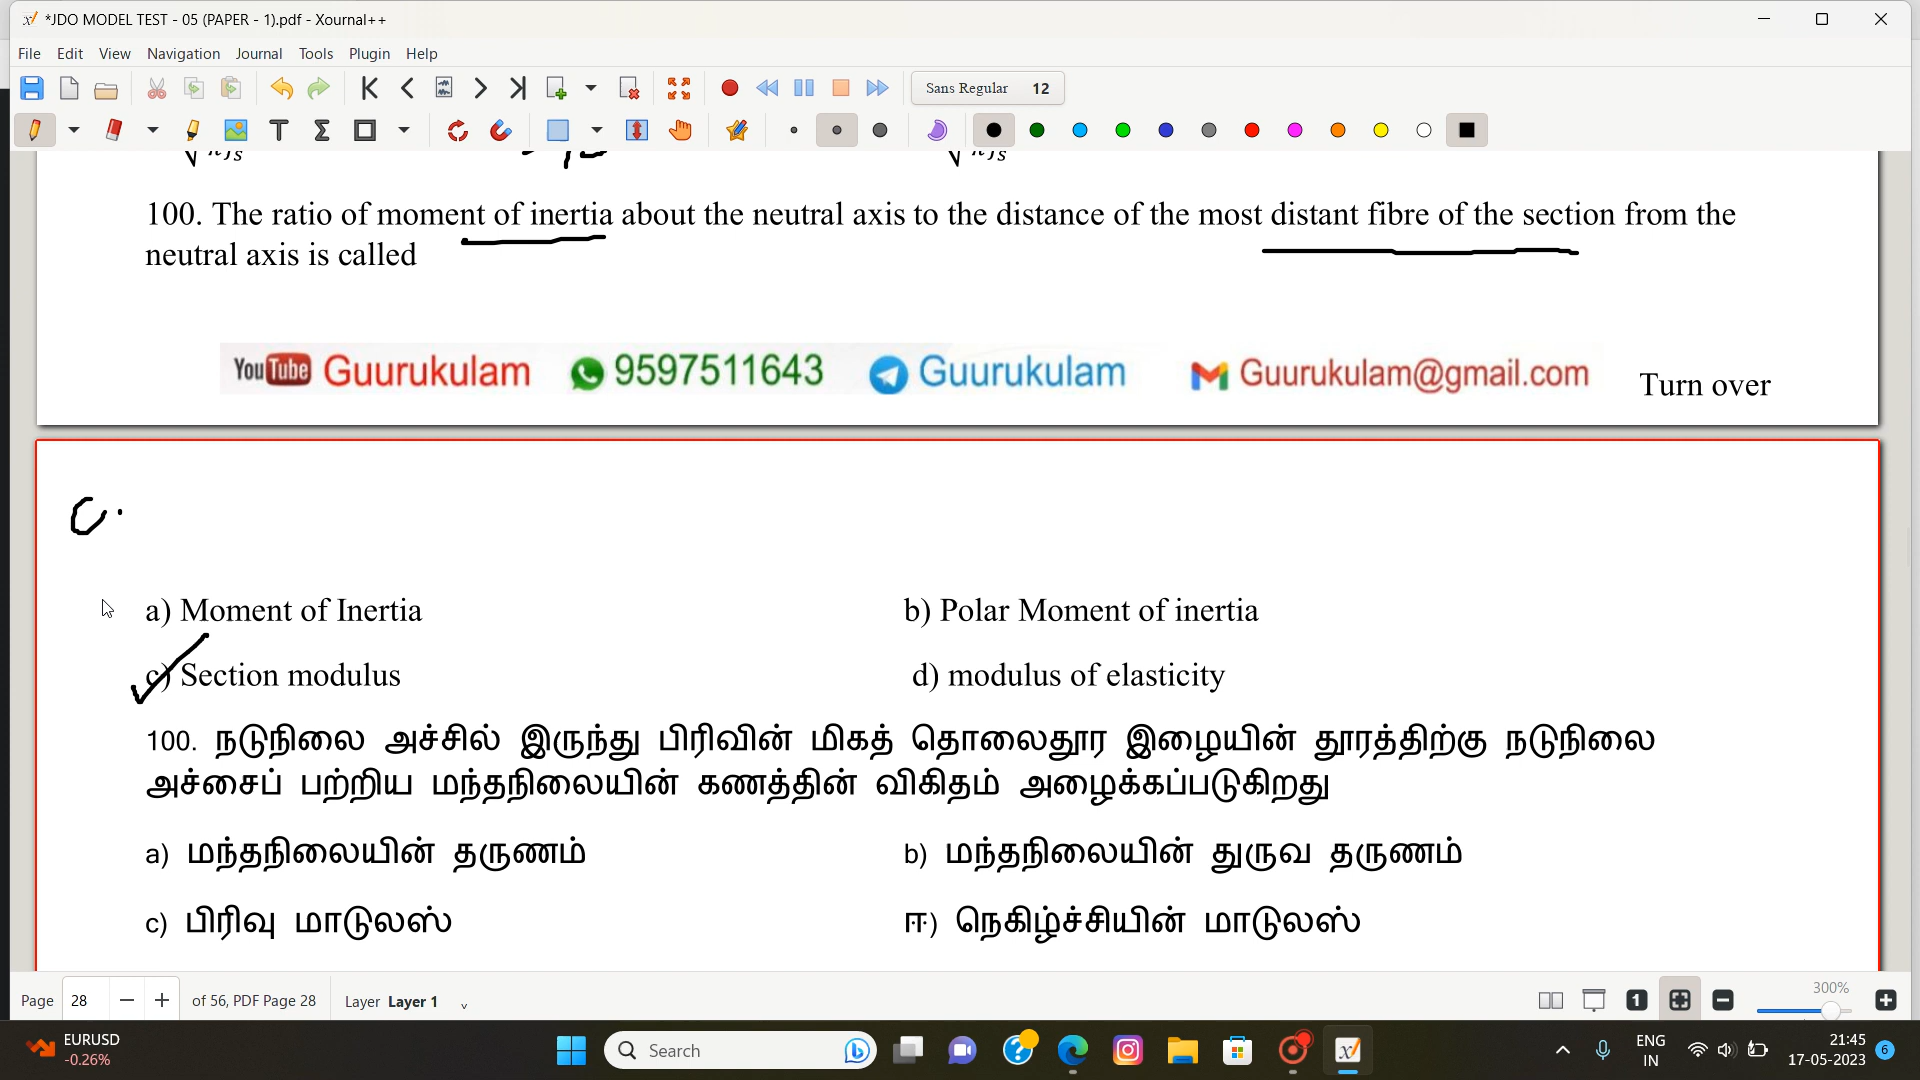 *JDO MODEL TEST - 05 (PAPER - 1).pdf - Xournal++
File Edit View Navigation Journal Tools Plugin Help
Sans Regular 12
100. The ratio of moment of inertia about the neutral axis to the distance of the most distant fibre of the section from the
neutral axis is called
YouTube Guurukulam 9597511643 Guurukulam Guurukulam@gmail.com Turn over
C.
a) Moment of Inertia b) Polar Moment of inertia
c) Section modulus d) modulus of elasticity
100. நடுநிலை அச்சில் இருந்து பிரிவின் மிகத் தொலைதூர இழையின் தூரத்திற்கு நடுநிலை
அச்சைப் பற்றிய மந்தநிலையின் கணத்தின் விகிதம் அழைக்கப்படுகிறது
a) மந்தநிலையின் தருணம் b) மந்தநிலையின் துருவ தருணம்
c) பிரிவு மாடுலஸ் ஈ) நெகிழ்ச்சியின் மாடுலஸ்
Page 28 of 56, PDF Page 28 Layer Layer 1 300%
EURUSD
-0.26%
Search
ENG
IN
21:45
17-05-2023 6